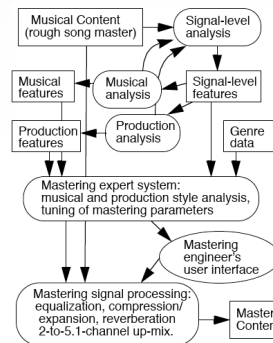 Musical Content
(rough song master)
Signal-level
analysis
Musical
features
Musical
analysis
Signal-level
features
Production
features
Production
analysis
Genre
data
Mastering expert system:
musical and production style analysis,
tuning of mastering parameters
Mastering
engineer's
user interface
Mastering signal processing:
equalization, compression/
expansion, reverberation
2-to-5.1-channel up-mix.
Master
Conten